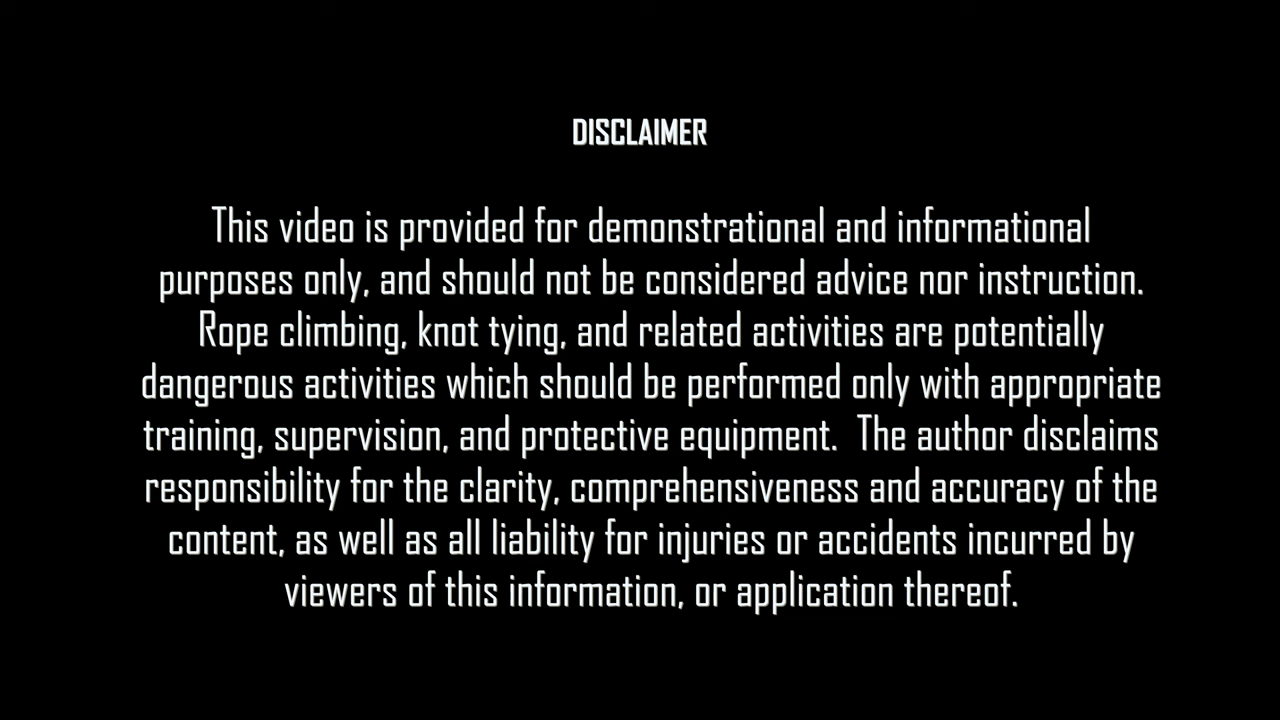 DISCLAIMER
This video is provided for demonstrational and informational
purposes only, and should not be considered advice nor instruction.
Rope climbing, knot tying, and related activities are potentially
dangerous activities which should be performed only with appropriate
training, supervision, and protective equipment.  The author disclaims
responsibility for the clarity, comprehensiveness and accuracy of the
content, as well as all liability for injuries or accidents incurred by
viewers of this information, or application thereof.